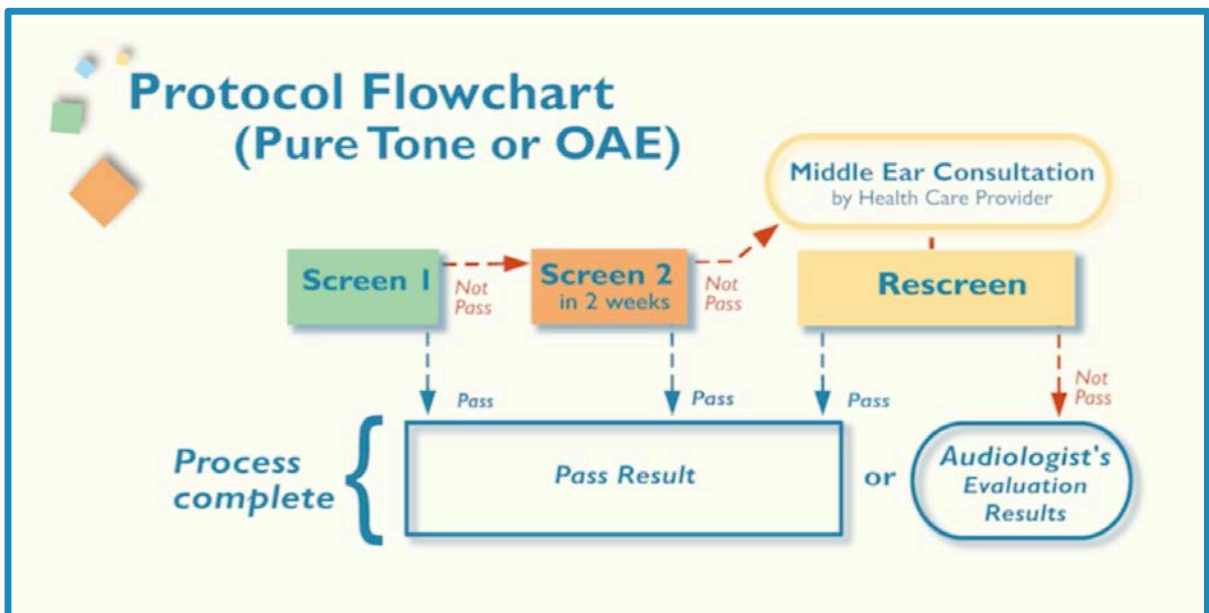 Protocol Flowchart
(Pure Tone or OAE)
Middle Ear Consultation
by Health Care Provider
Screen 1
Not
Pass
Screen 2
in 2 weeks
Not
Pass
Rescreen
Pass
Pass
Pass
Not
Pass
Process
complete
Pass Result
or
Audiologist's
Evaluation
Results